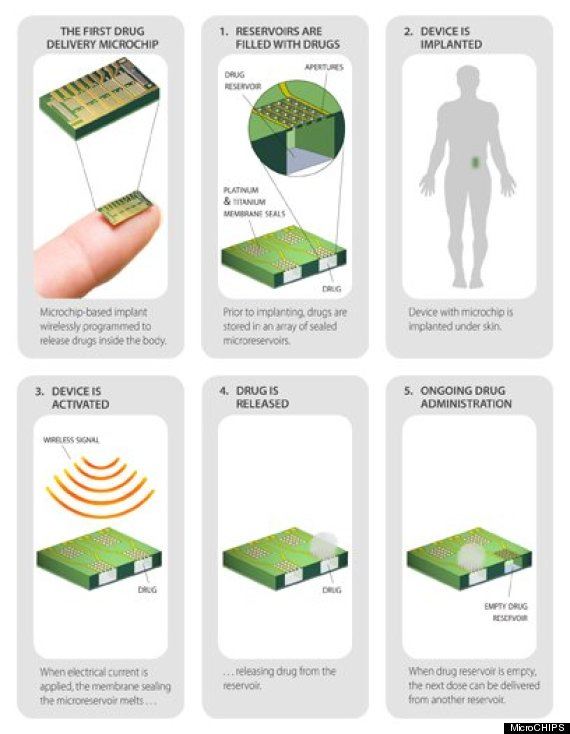 THE FIRST DRUG
DELIVERY MICROCHIP
Microchip-based implant
wirelessly programmed to
release drugs inside the body.
1. RESERVOIRS ARE
FILLED WITH DRUGS
DRUG
RESERVOIR
APERTURES
PLATINUM
& TITANIUM
MEMBRANE SEALS
DRUG
Prior to implanting, drugs are
stored in an array of sealed
microreservoirs.
2. DEVICE IS
IMPLANTED
Device with microchip is
implanted under skin.
3. DEVICE IS
ACTIVATED
WIRELESS SIGNAL
DRUG
When electrical current is
applied, the membrane sealing
the microreservoir melts . . .
4. DRUG IS
RELEASED
DRUG
. . . releasing drug from the
reservoir.
5. ONGOING DRUG
ADMINISTRATION
EMPTY DRUG
RESERVOIR
When drug reservoir is empty,
the next dose can be delivered
from another reservoir.
MicroCHIPS